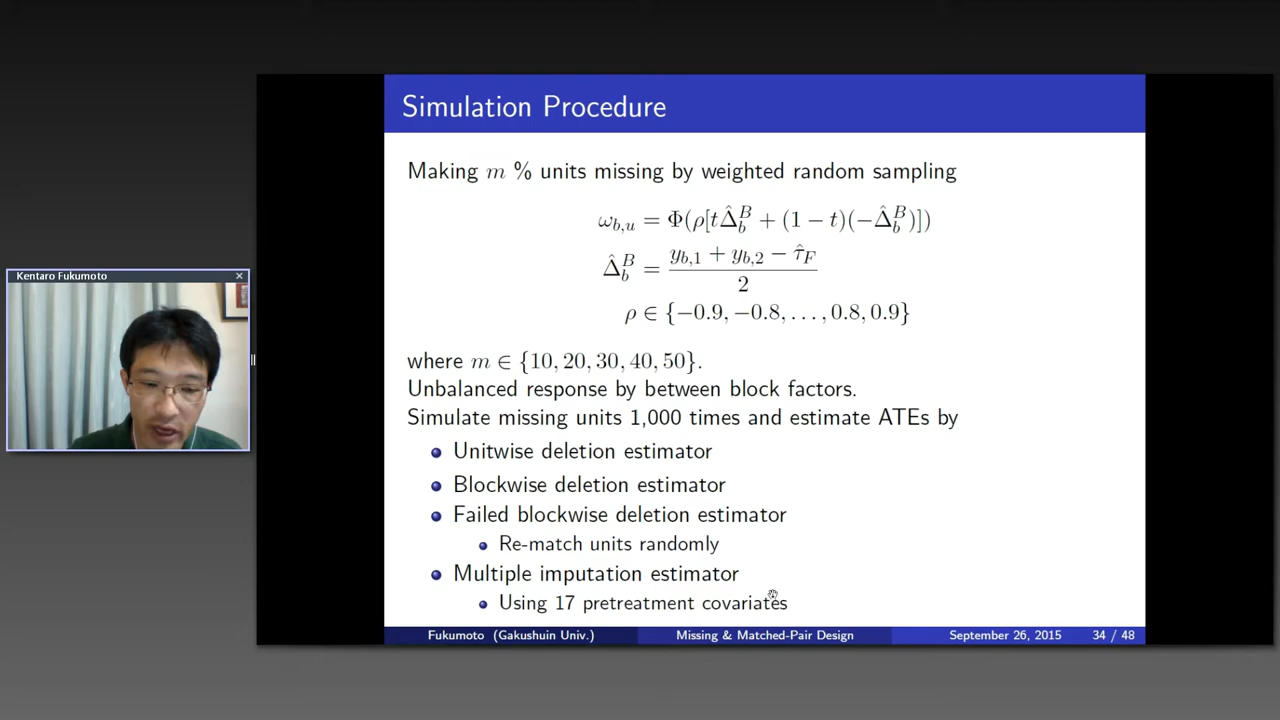 Simulation Procedure
Making m % units missing by weighted random sampling
ω_{b,u} = Φ(ρ[tΔ̂_b^B + (1 − t)(−Δ̂_b^B)])
Δ̂_b^B = (y_{b,1} + y_{b,2} − τ̂_F) / 2
ρ ∈ {−0.9, −0.8, . . . , 0.8, 0.9}
where m ∈ {10, 20, 30, 40, 50}.
Unbalanced response by between block factors.
Simulate missing units 1,000 times and estimate ATEs by
Unitwise deletion estimator
Blockwise deletion estimator
Failed blockwise deletion estimator
Re-match units randomly
Multiple imputation estimator
Using 17 pretreatment covariates
Fukumoto (Gakushuin Univ.) Missing & Matched-Pair Design September 26, 2015 34 / 48
Kentaro Fukumoto